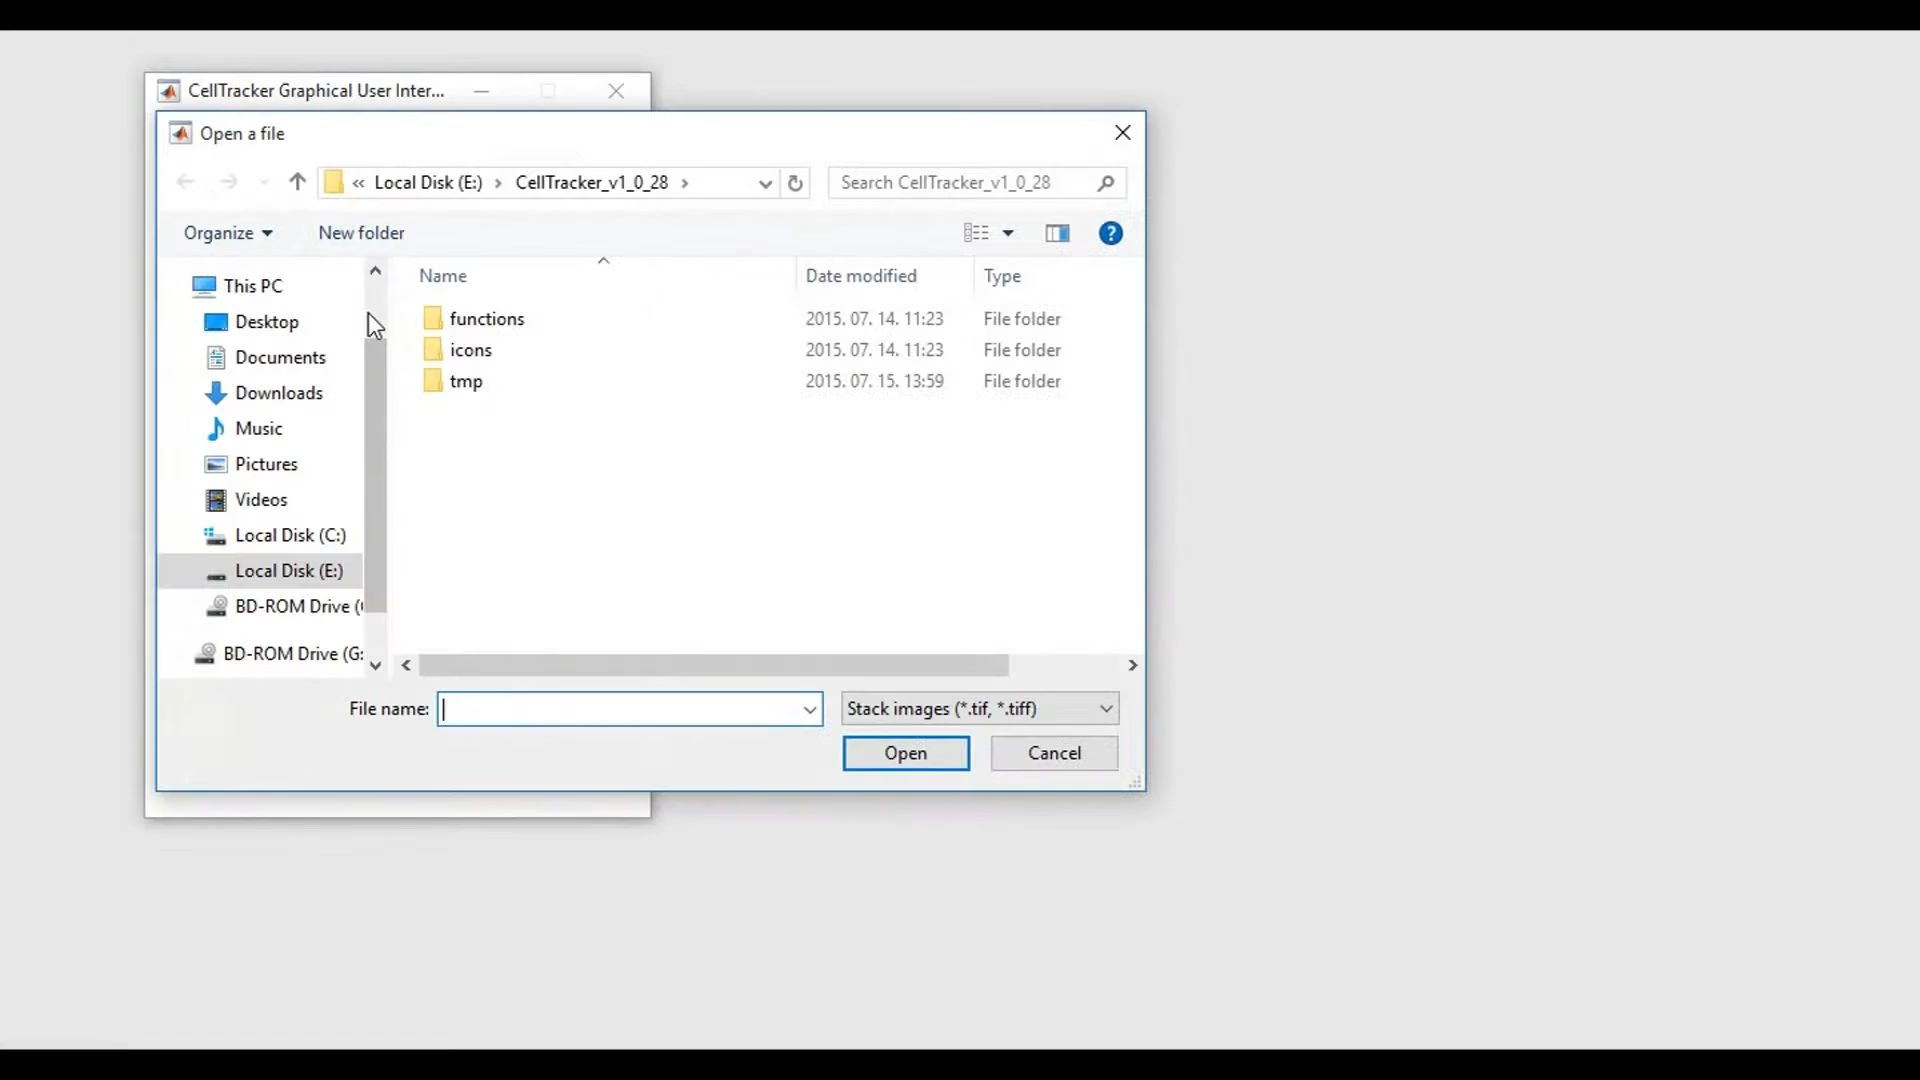 CellTracker Graphical User Inter...
Open a file
« Local Disk (E:) › CellTracker_v1_0_28 ›
Search CellTracker_v1_0_28
Organize
New folder
?
This PC
Desktop
Documents
Downloads
Music
Pictures
Videos
Local Disk (C:)
Local Disk (E:)
BD-ROM Drive (
BD-ROM Drive (G:
Name Date modified Type
functions 2015. 07. 14. 11:23 File folder
icons 2015. 07. 14. 11:23 File folder
tmp 2015. 07. 15. 13:59 File folder
File name:
Stack images (*.tif, *.tiff)
Open
Cancel